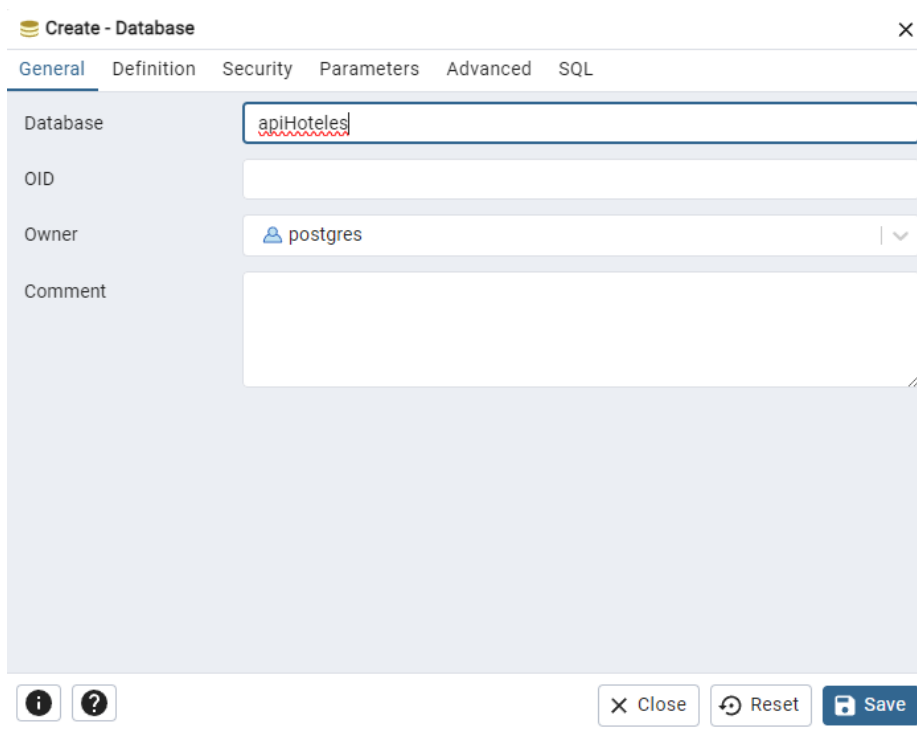 Create - Database
General Definition Security Parameters Advanced SQL
Database apiHoteles
OID
Owner postgres
Comment
Close Reset Save